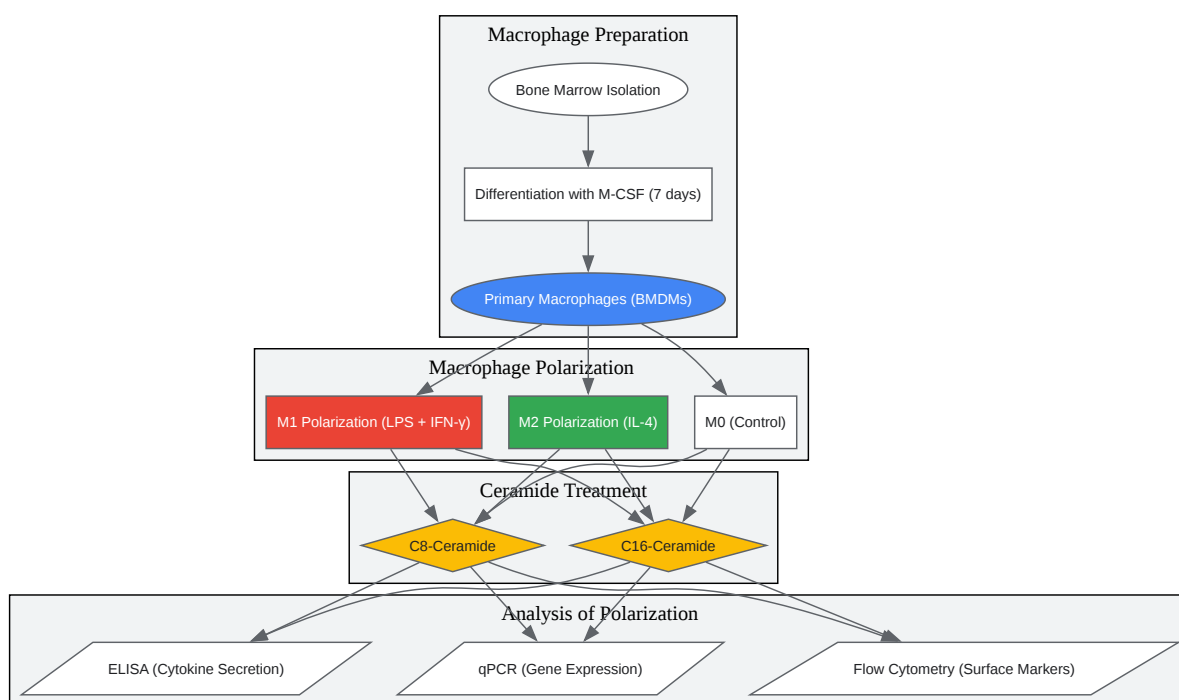 Macrophage Preparation
Bone Marrow Isolation
Differentiation with M-CSF (7 days)
Primary Macrophages (BMDMs)
Macrophage Polarization
M1 Polarization (LPS + IFN-γ)
M2 Polarization (IL-4)
M0 (Control)
Ceramide Treatment
C8-Ceramide
C16-Ceramide
Analysis of Polarization
ELISA (Cytokine Secretion)
qPCR (Gene Expression)
Flow Cytometry (Surface Markers)